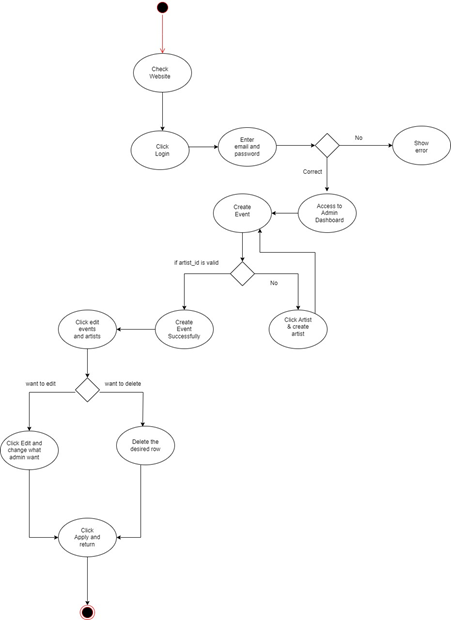 Check
Website
Click
Login
Enter
email and
password
No
Show
error
Correct
Access to
Admin
Dashboard
Create
Event
if artist_id is valid
No
Click Artist
& create
artist
Create
Event
Successfully
Click edit
events
and artists
want to edit
want to delete
Click Edit and
change what
admin want
Delete the
desired row
Click
Apply and
return